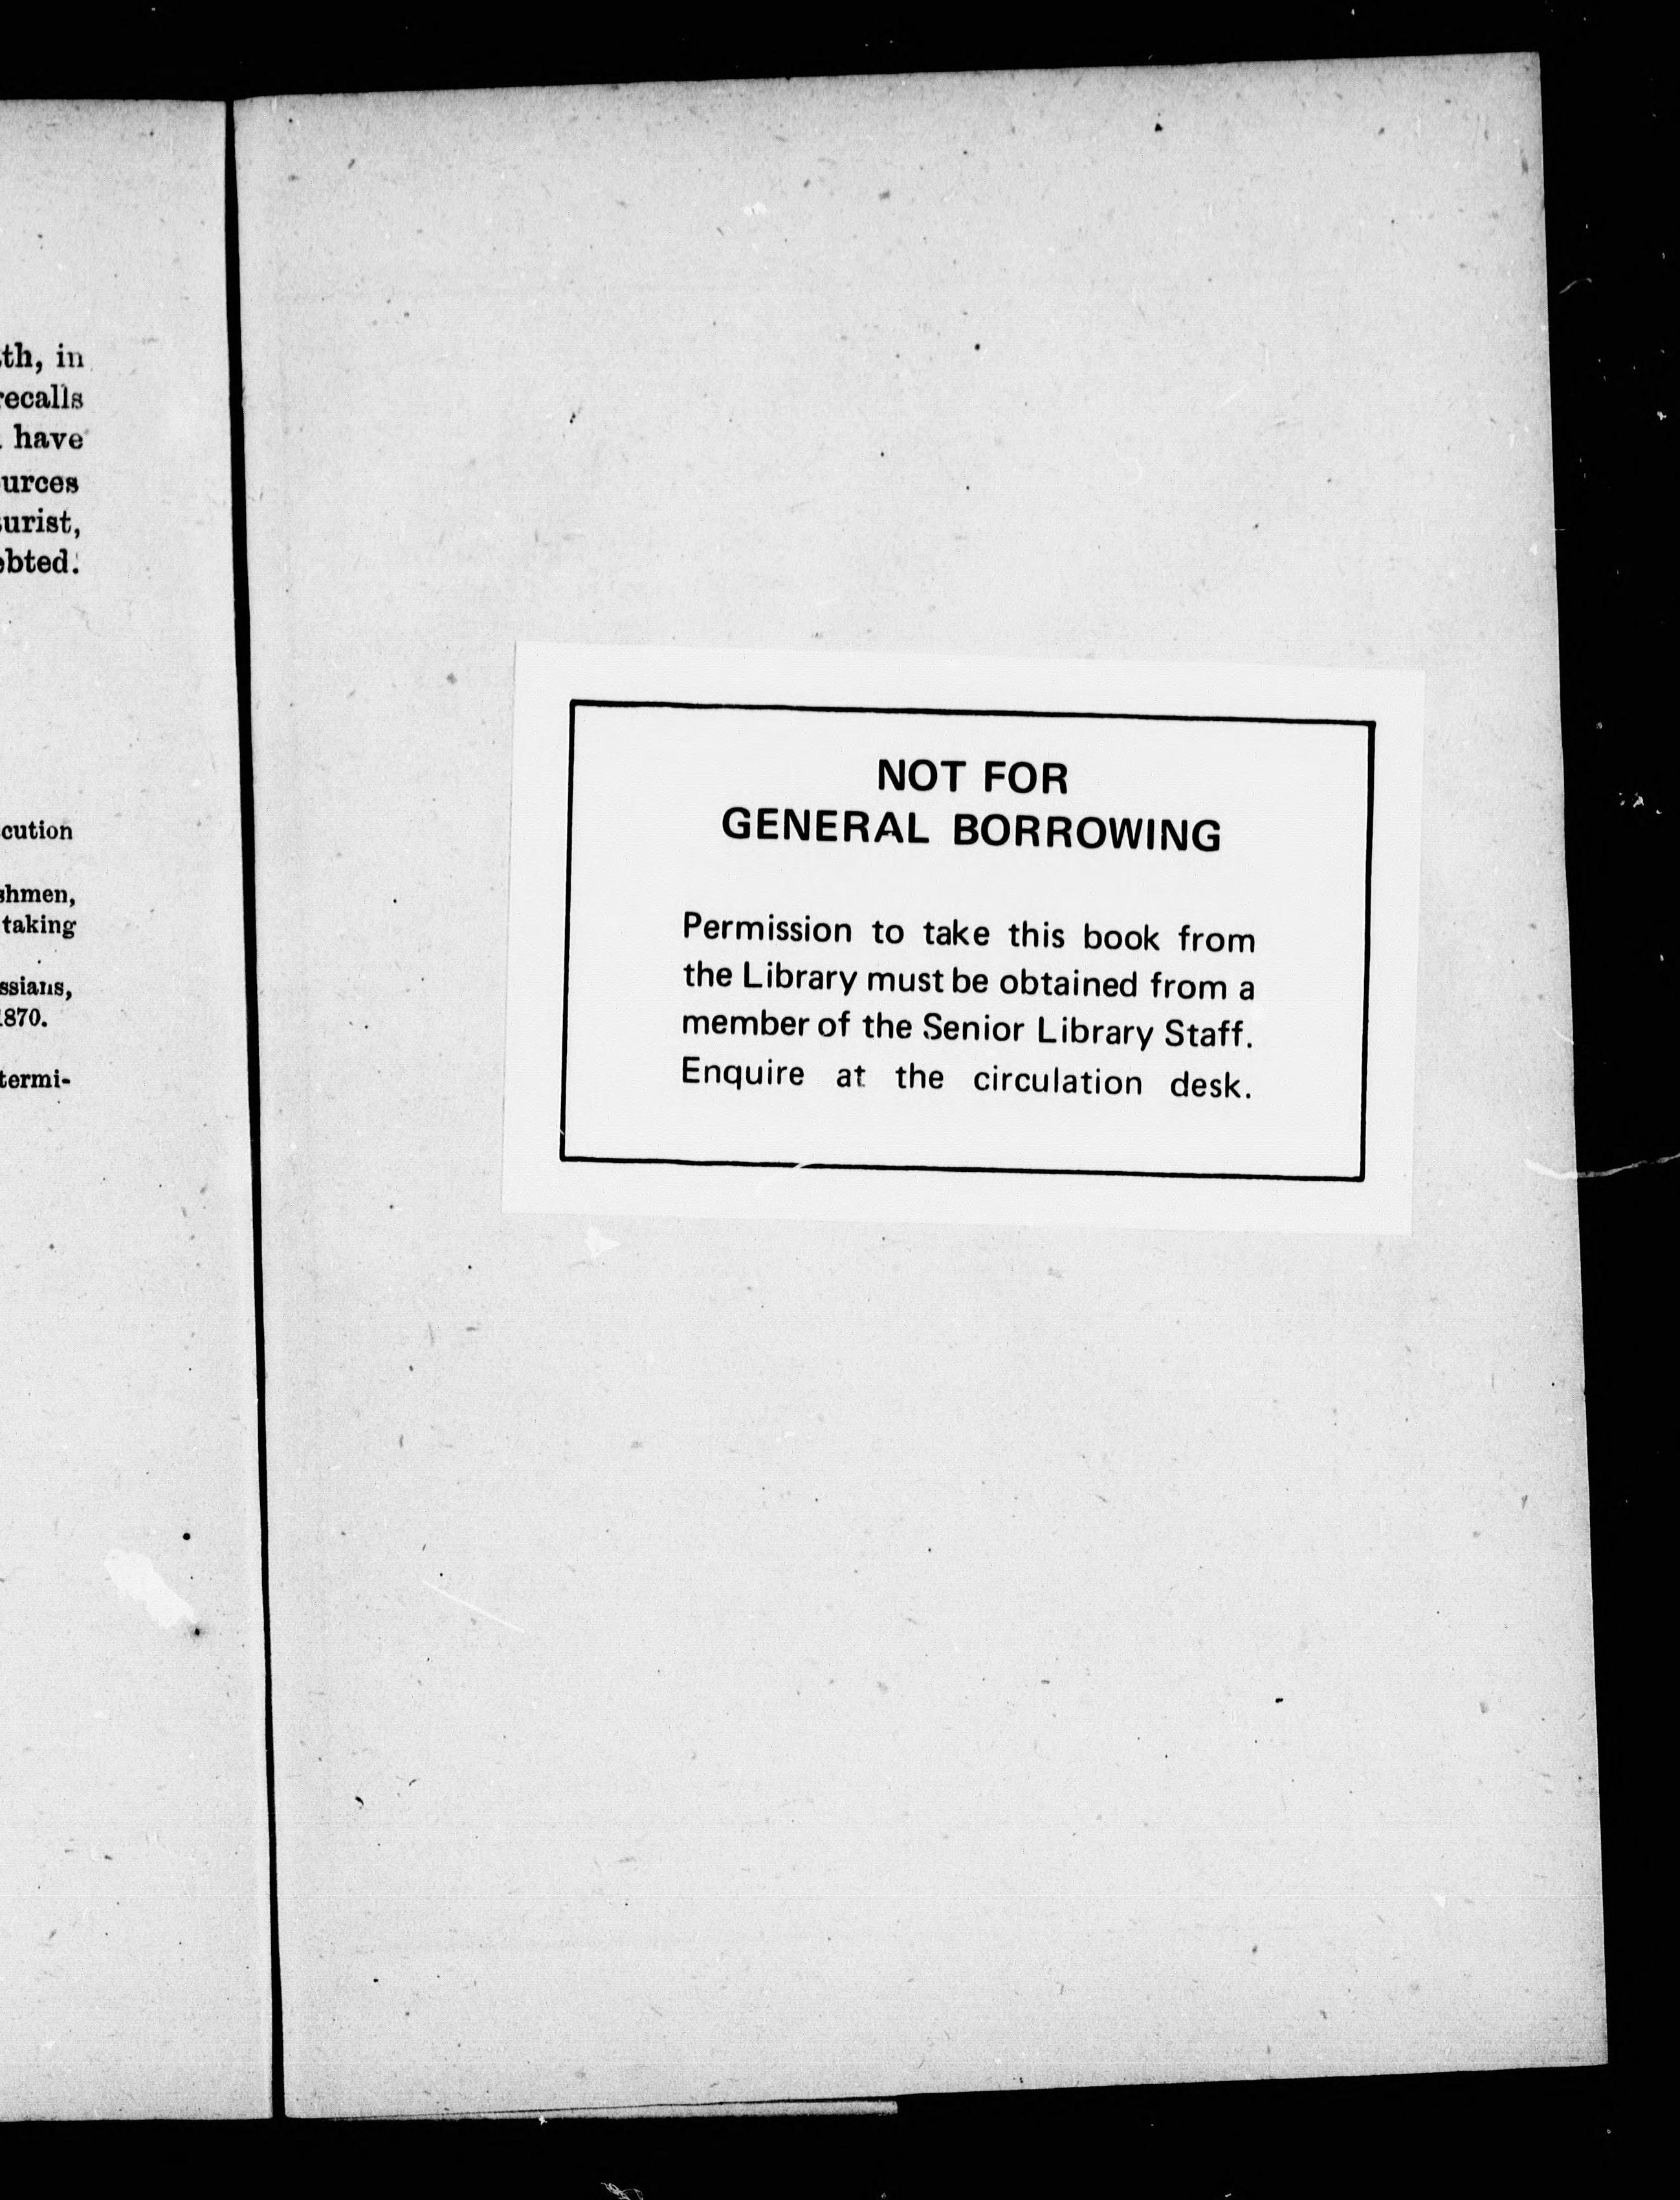 th, in
recalls
have
urces
urist,
bted.
cution
shmen,
taking
ssians,
1870.
termi-
NOT FOR
GENERAL BORROWING
Permission to take this book from
the Library must be obtained from a
member of the Senior Library Staff.
Enquire at the circulation desk.